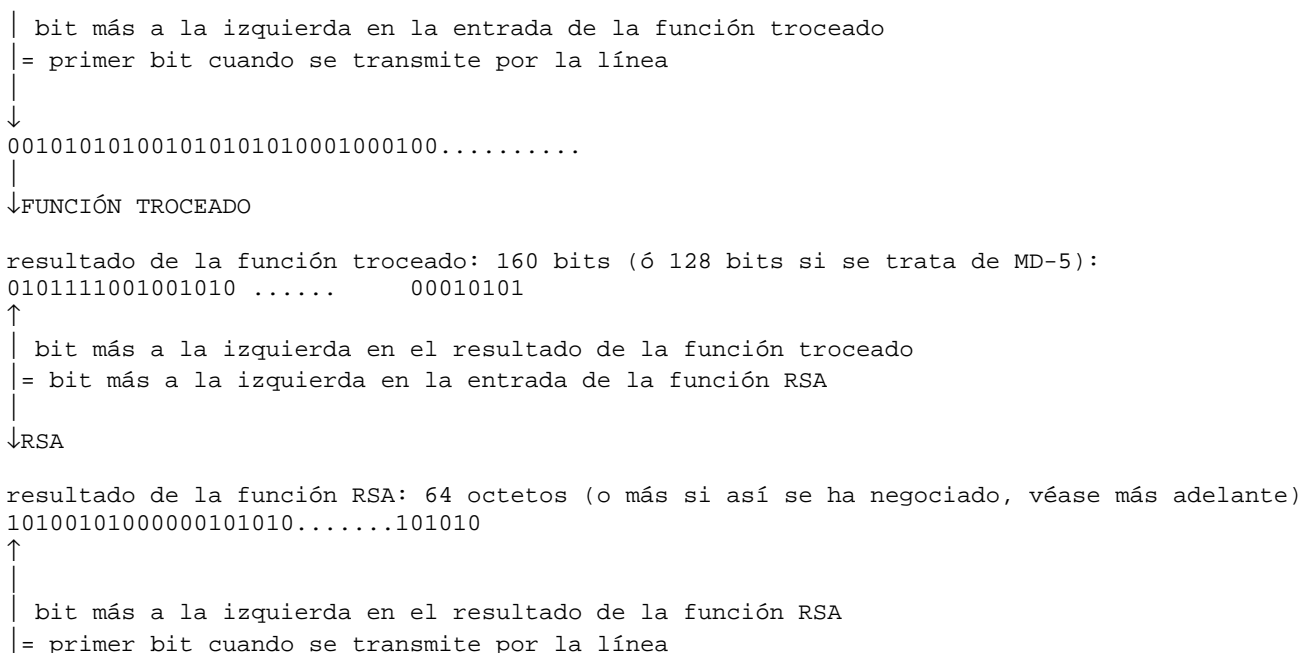 │ bit más a la izquierda en la entrada de la función troceado
│= primer bit cuando se transmite por la línea
│
↓
0010101010010101010100010001​00..........
│
↓FUNCIÓN TROCEADO
resultado de la función troceado: 160 bits (ó 128 bits si se trata de MD-5):
0101111001001010 ...... 00010101
↑
│ bit más a la izquierda en el resultado de la función troceado
│= bit más a la izquierda en la entrada de la función RSA
│
↓RSA
resultado de la función RSA: 64 octetos (o más si así se ha negociado, véase más adelante)
10100101000000101010.......101010
↑
│
│ bit más a la izquierda en el resultado de la función RSA
│= primer bit cuando se transmite por la línea